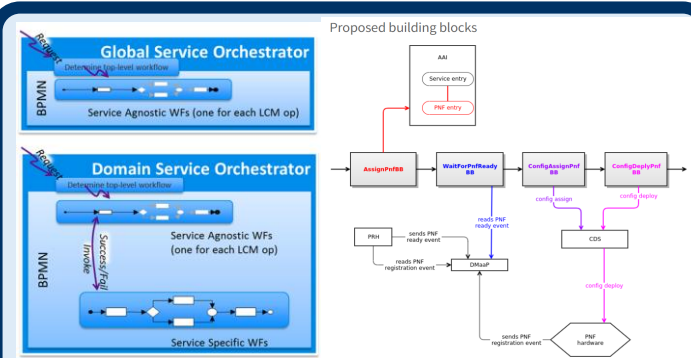 Request
Global Service Orchestrator
Determine top-level workflow
BPMN
Service Agnostic WFs (one for each LCM op)
Request
Domain Service Orchestrator
Determine top-level workflow
BPMN
Service Agnostic WFs
(one for each LCM op)
Success/Fail
Invoke
Service Specific WFs
Proposed building blocks
AAI
Service entry
PNF entry
AssignPnfBB
WaitForPnfReady
BB
ConfigAssignPnf
BB
ConfigDeplyPnf
BB
config assign
config deploy
reads PNF
ready event
PRH
sends PNF
ready event
CDS
reads PNF
registration event
DMaaP
config deploy
sends PNF
registration event
PNF
hardware